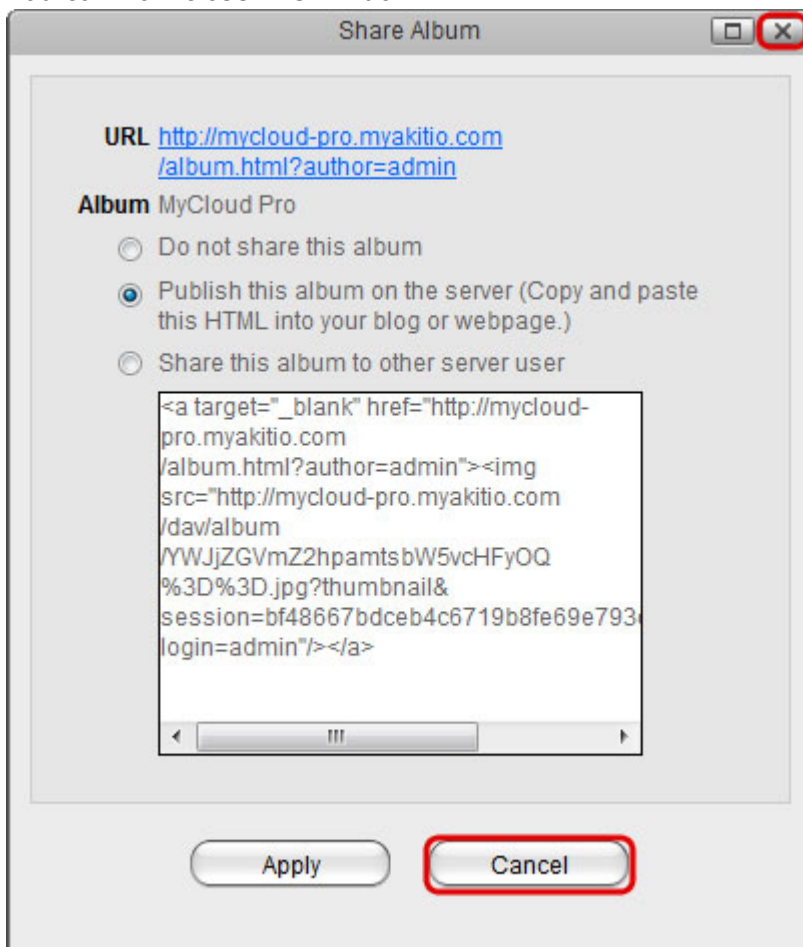 Share Album
URL http://mycloud-pro.myakitio.com
/album.html?author=admin
Album MyCloud Pro
Do not share this album
Publish this album on the server (Copy and paste
this HTML into your blog or webpage.)
Share this album to other server user
<a target="_blank" href="http://mycloud-
pro.myakitio.com
/album.html?author=admin"><img
src="http://mycloud-pro.myakitio.com
/dav/album
/YWJjZGVmZ2hpamtsbW5vcHFyOQ
%3D%3D.jpg?thumbnail&
session=bf48667bdceb4c6719b8fe69e793
login=admin"/></a>
Apply
Cancel